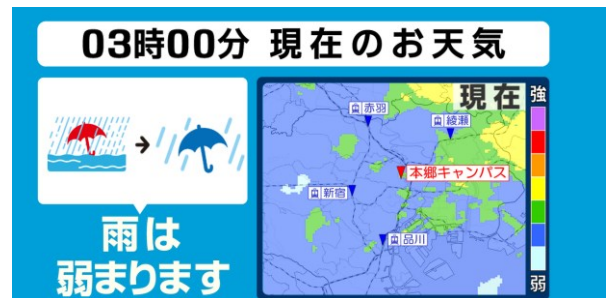 03時00分 現在のお天気
現在
強
赤羽
綾瀬
本郷キャンパス
新宿
品川
弱
雨は
弱まります